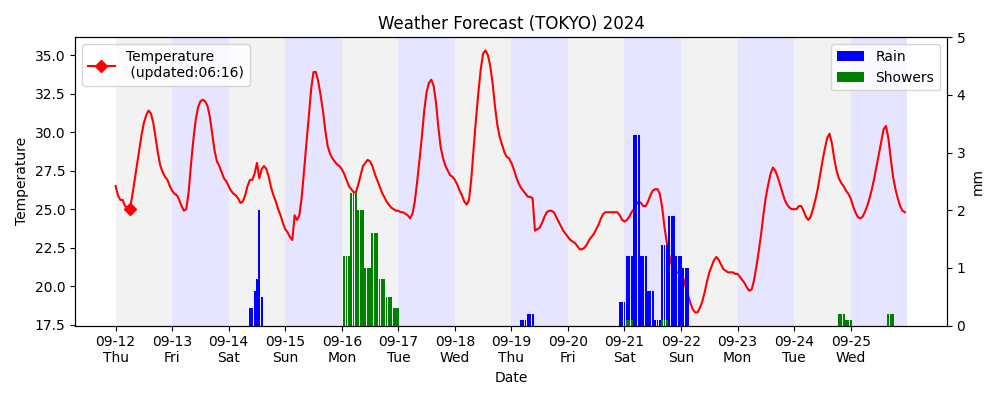 Weather Forecast (TOKYO) 2024
Temperature
(updated:06:16)
Rain
Showers
35.0
32.5
30.0
27.5
25.0
22.5
20.0
17.5
Temperature
5
4
3
2
1
0
mm
09-12 09-13 09-14 09-15 09-16 09-17 09-18 09-19 09-20 09-21 09-22 09-23 09-24 09-25
Thu Fri Sat Sun Mon Tue Wed Thu Fri Sat Sun Mon Tue Wed
Date